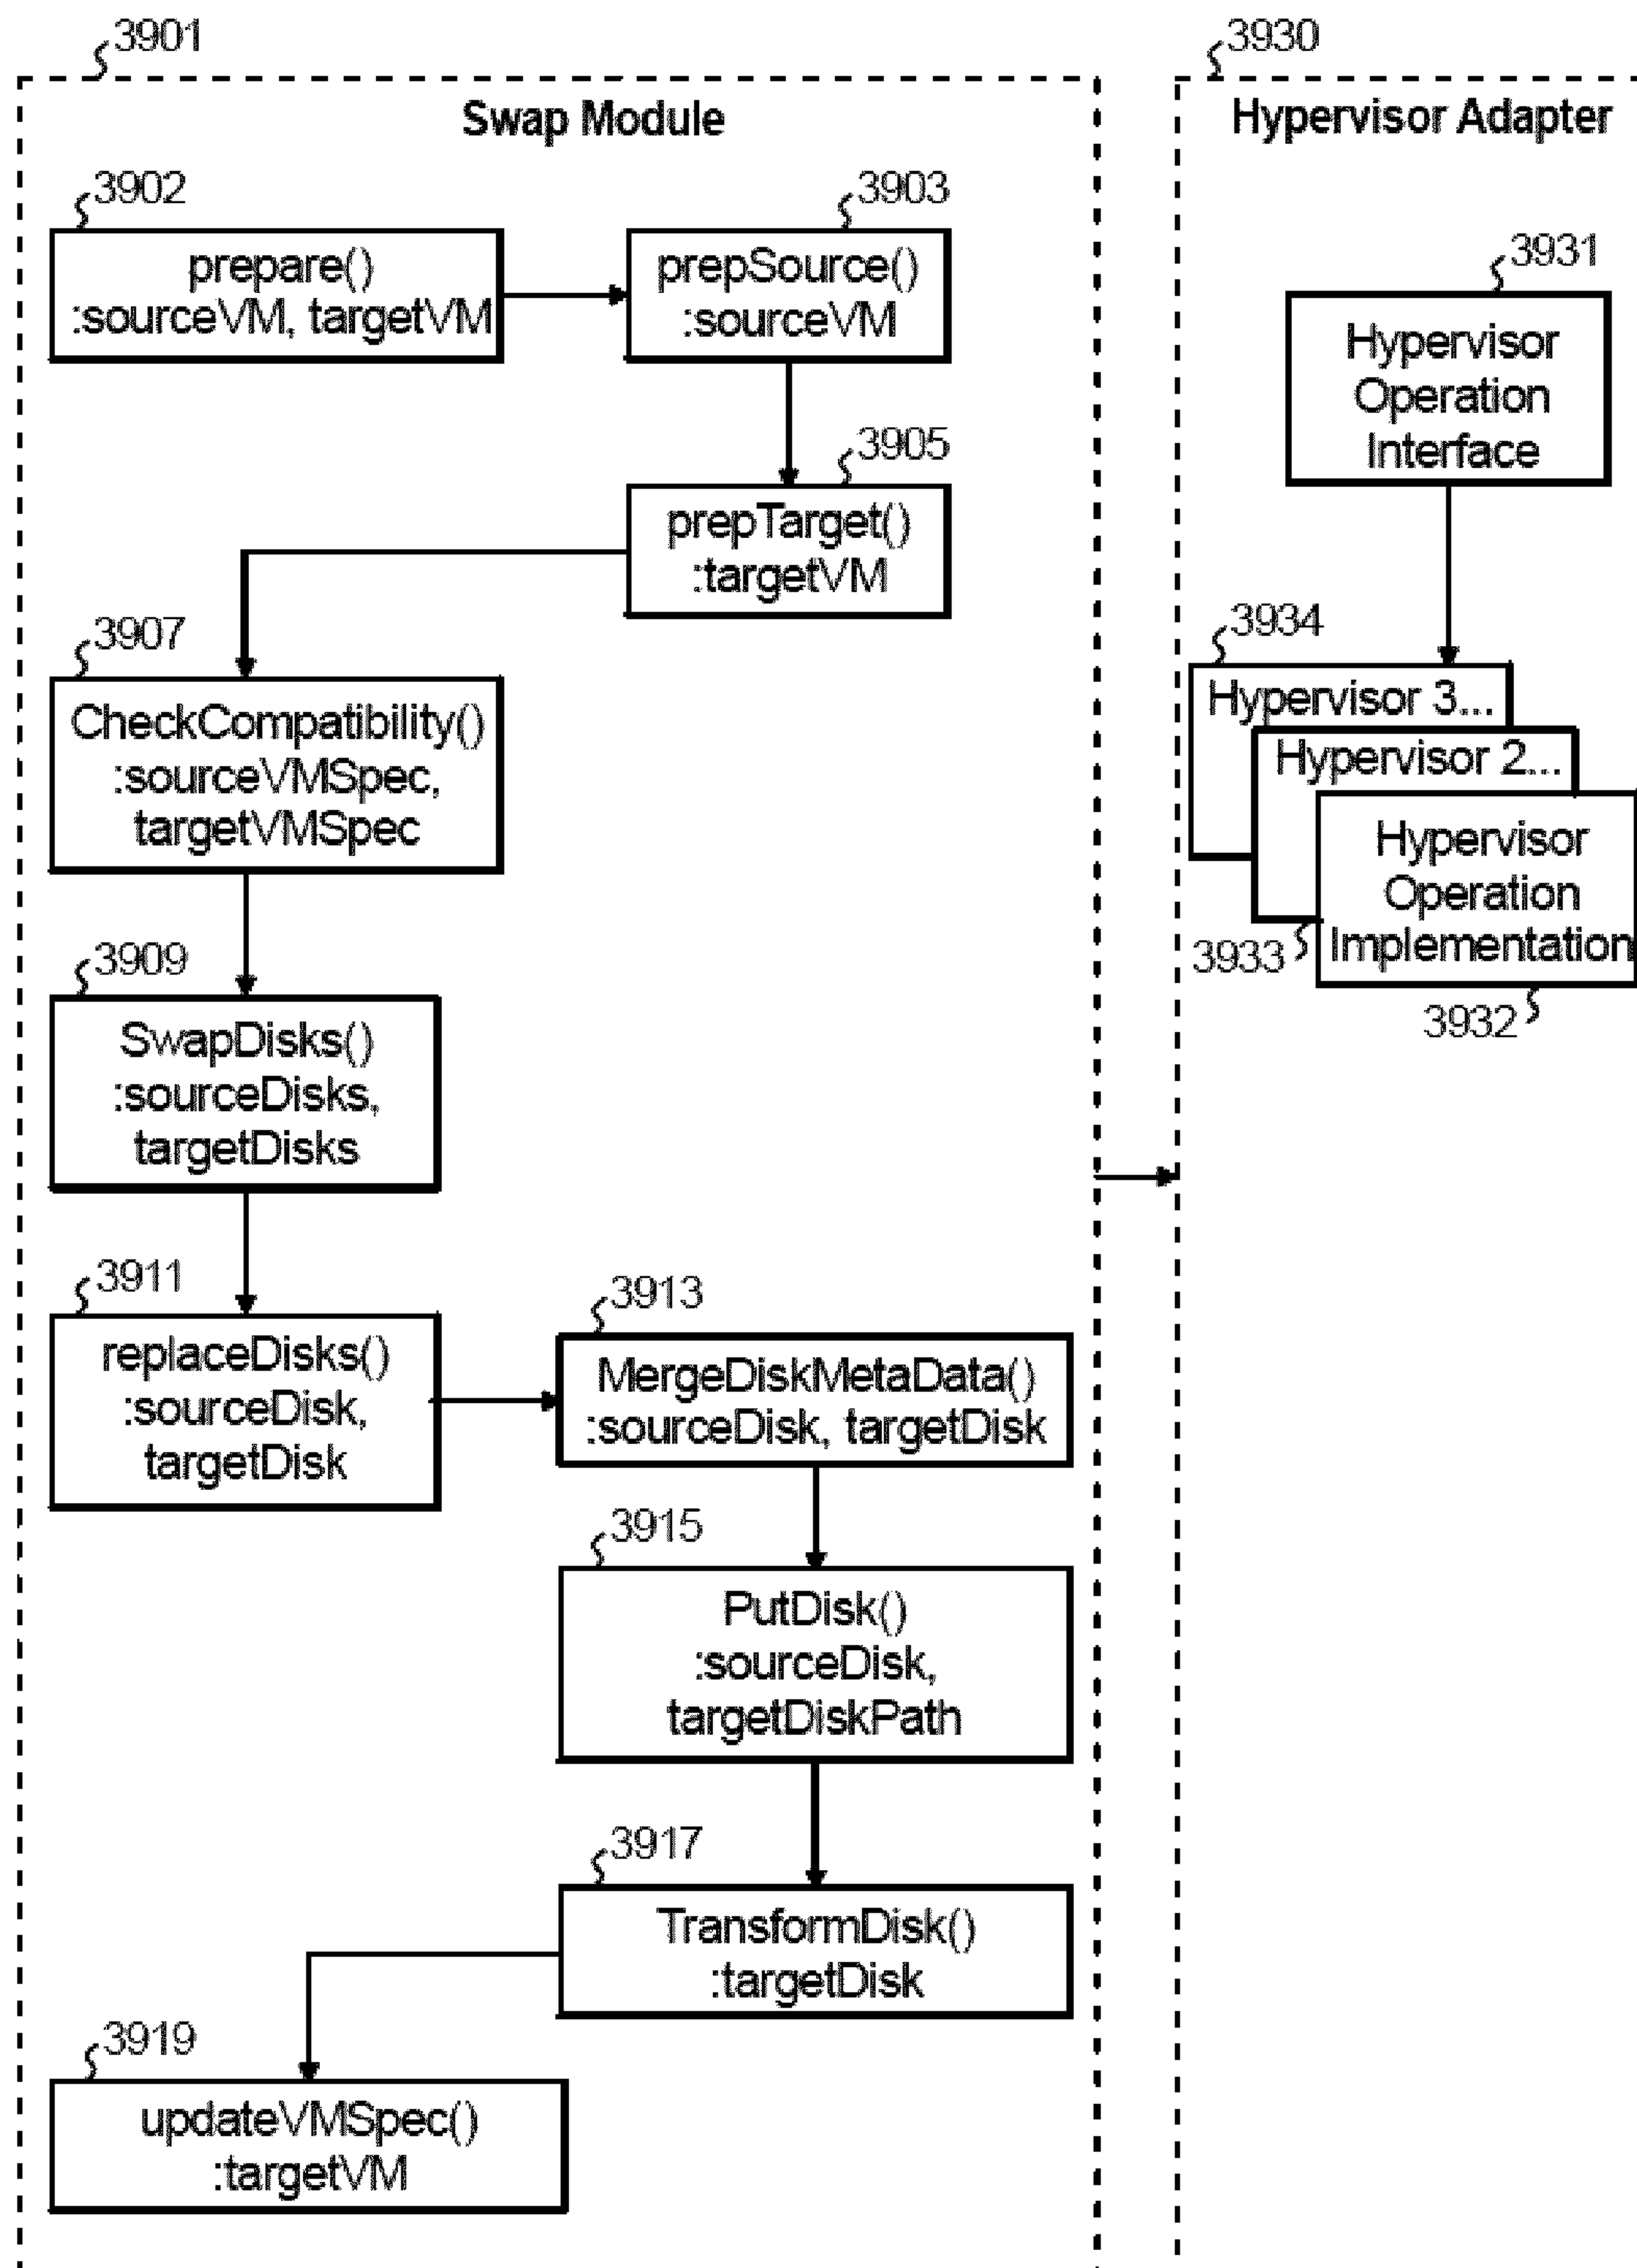 3901
Swap Module
3902
prepare()
:sourceVM, targetVM
3903
prepSource()
:sourceVM
3905
prepTarget()
:targetVM
3907
CheckCompatibility()
:sourceVMSpec,
targetVMSpec
3909
SwapDisks()
:sourceDisks,
targetDisks
3911
replaceDisks()
:sourceDisk,
targetDisk
3913
MergeDiskMetaData()
:sourceDisk, targetDisk
3915
PutDisk()
:sourceDisk,
targetDiskPath
3917
TransformDisk()
:targetDisk
3919
updateVMSpec()
:targetVM
3930
Hypervisor Adapter
3931
Hypervisor
Operation
Interface
3934
Hypervisor 3...
Hypervisor 2...
Hypervisor
Operation
Implementation
3933
3932